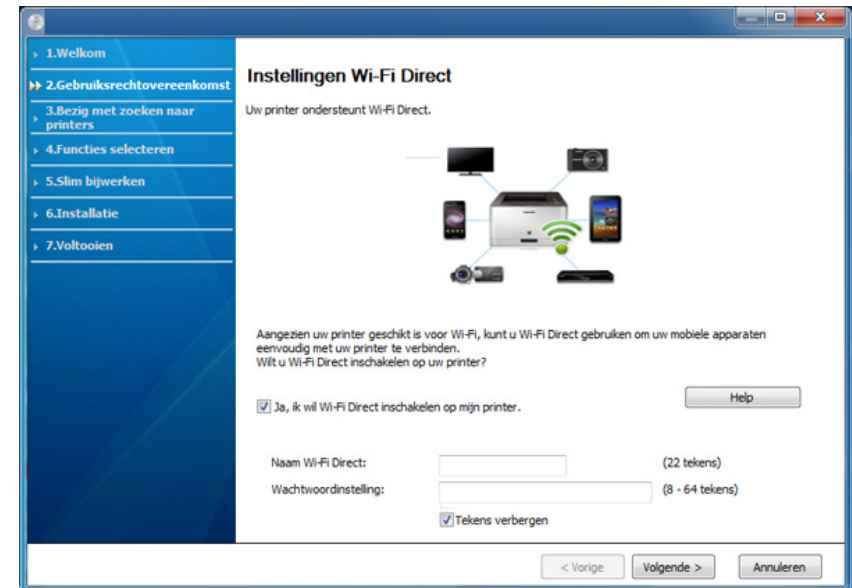 1.Welkom
2.Gebruiksrechtovereenkomst
3.Bezig met zoeken naar
printers
4.Functies selecteren
5.Slim bijwerken
6.Installatie
7.Voltooien
Instellingen Wi-Fi Direct
Uw printer ondersteunt Wi-Fi Direct.
Aangezien uw printer geschikt is voor Wi-Fi, kunt u Wi-Fi Direct gebruiken om uw mobiele apparaten
eenvoudig met uw printer te verbinden.
Wilt u Wi-Fi Direct inschakelen op uw printer?
Help
Ja, ik wil Wi-Fi Direct inschakelen op mijn printer.
Naam Wi-Fi Direct: (22 tekens)
Wachtwoordinstelling: (8 - 64 tekens)
Tekens verbergen
< Vorige Volgende > Annuleren